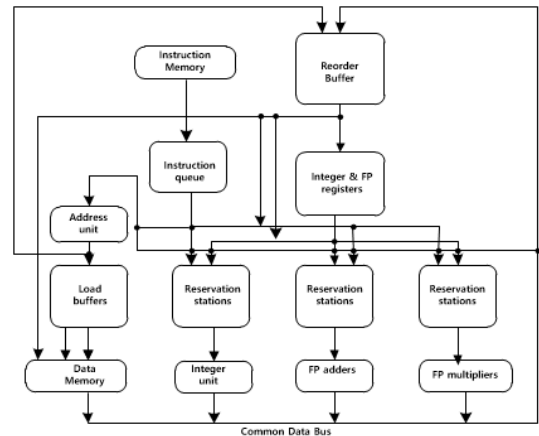 Instruction
Memory
Reorder
Buffer
Instruction
queue
Integer & FP
registers
Address
unit
Load
buffers
Reservation
stations
Reservation
stations
Reservation
stations
Data
Memory
Integer
unit
FP adders
FP multipliers
Common Data Bus